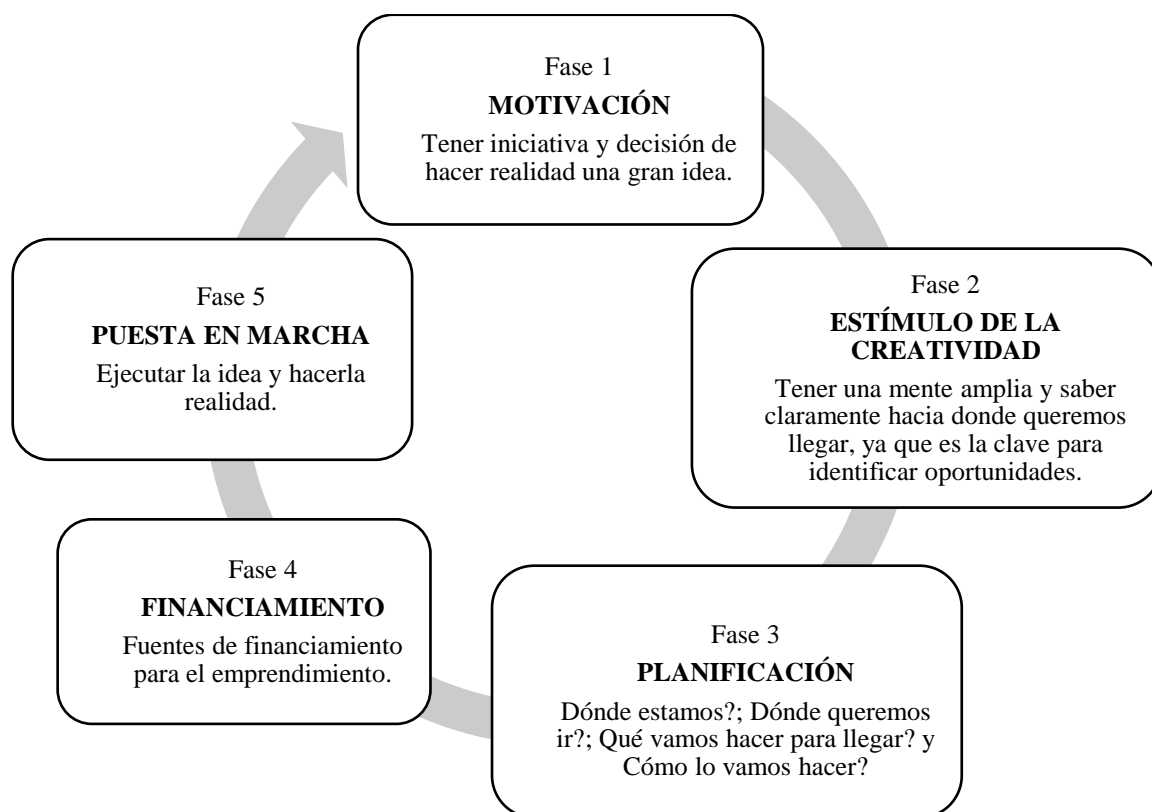 Fase 1
MOTIVACIÓN
Tener iniciativa y decisión de
hacer realidad una gran idea.
Fase 2
ESTÍMULO DE LA
CREATIVIDAD
Tener una mente amplia y saber
claramente hacia donde queremos
llegar, ya que es la clave para
identificar oportunidades.
Fase 3
PLANIFICACIÓN
Dónde estamos?; Dónde queremos
ir?; Qué vamos hacer para llegar? y
Cómo lo vamos hacer?
Fase 4
FINANCIAMIENTO
Fuentes de financiamiento
para el emprendimiento.
Fase 5
PUESTA EN MARCHA
Ejecutar la idea y hacerla
realidad.